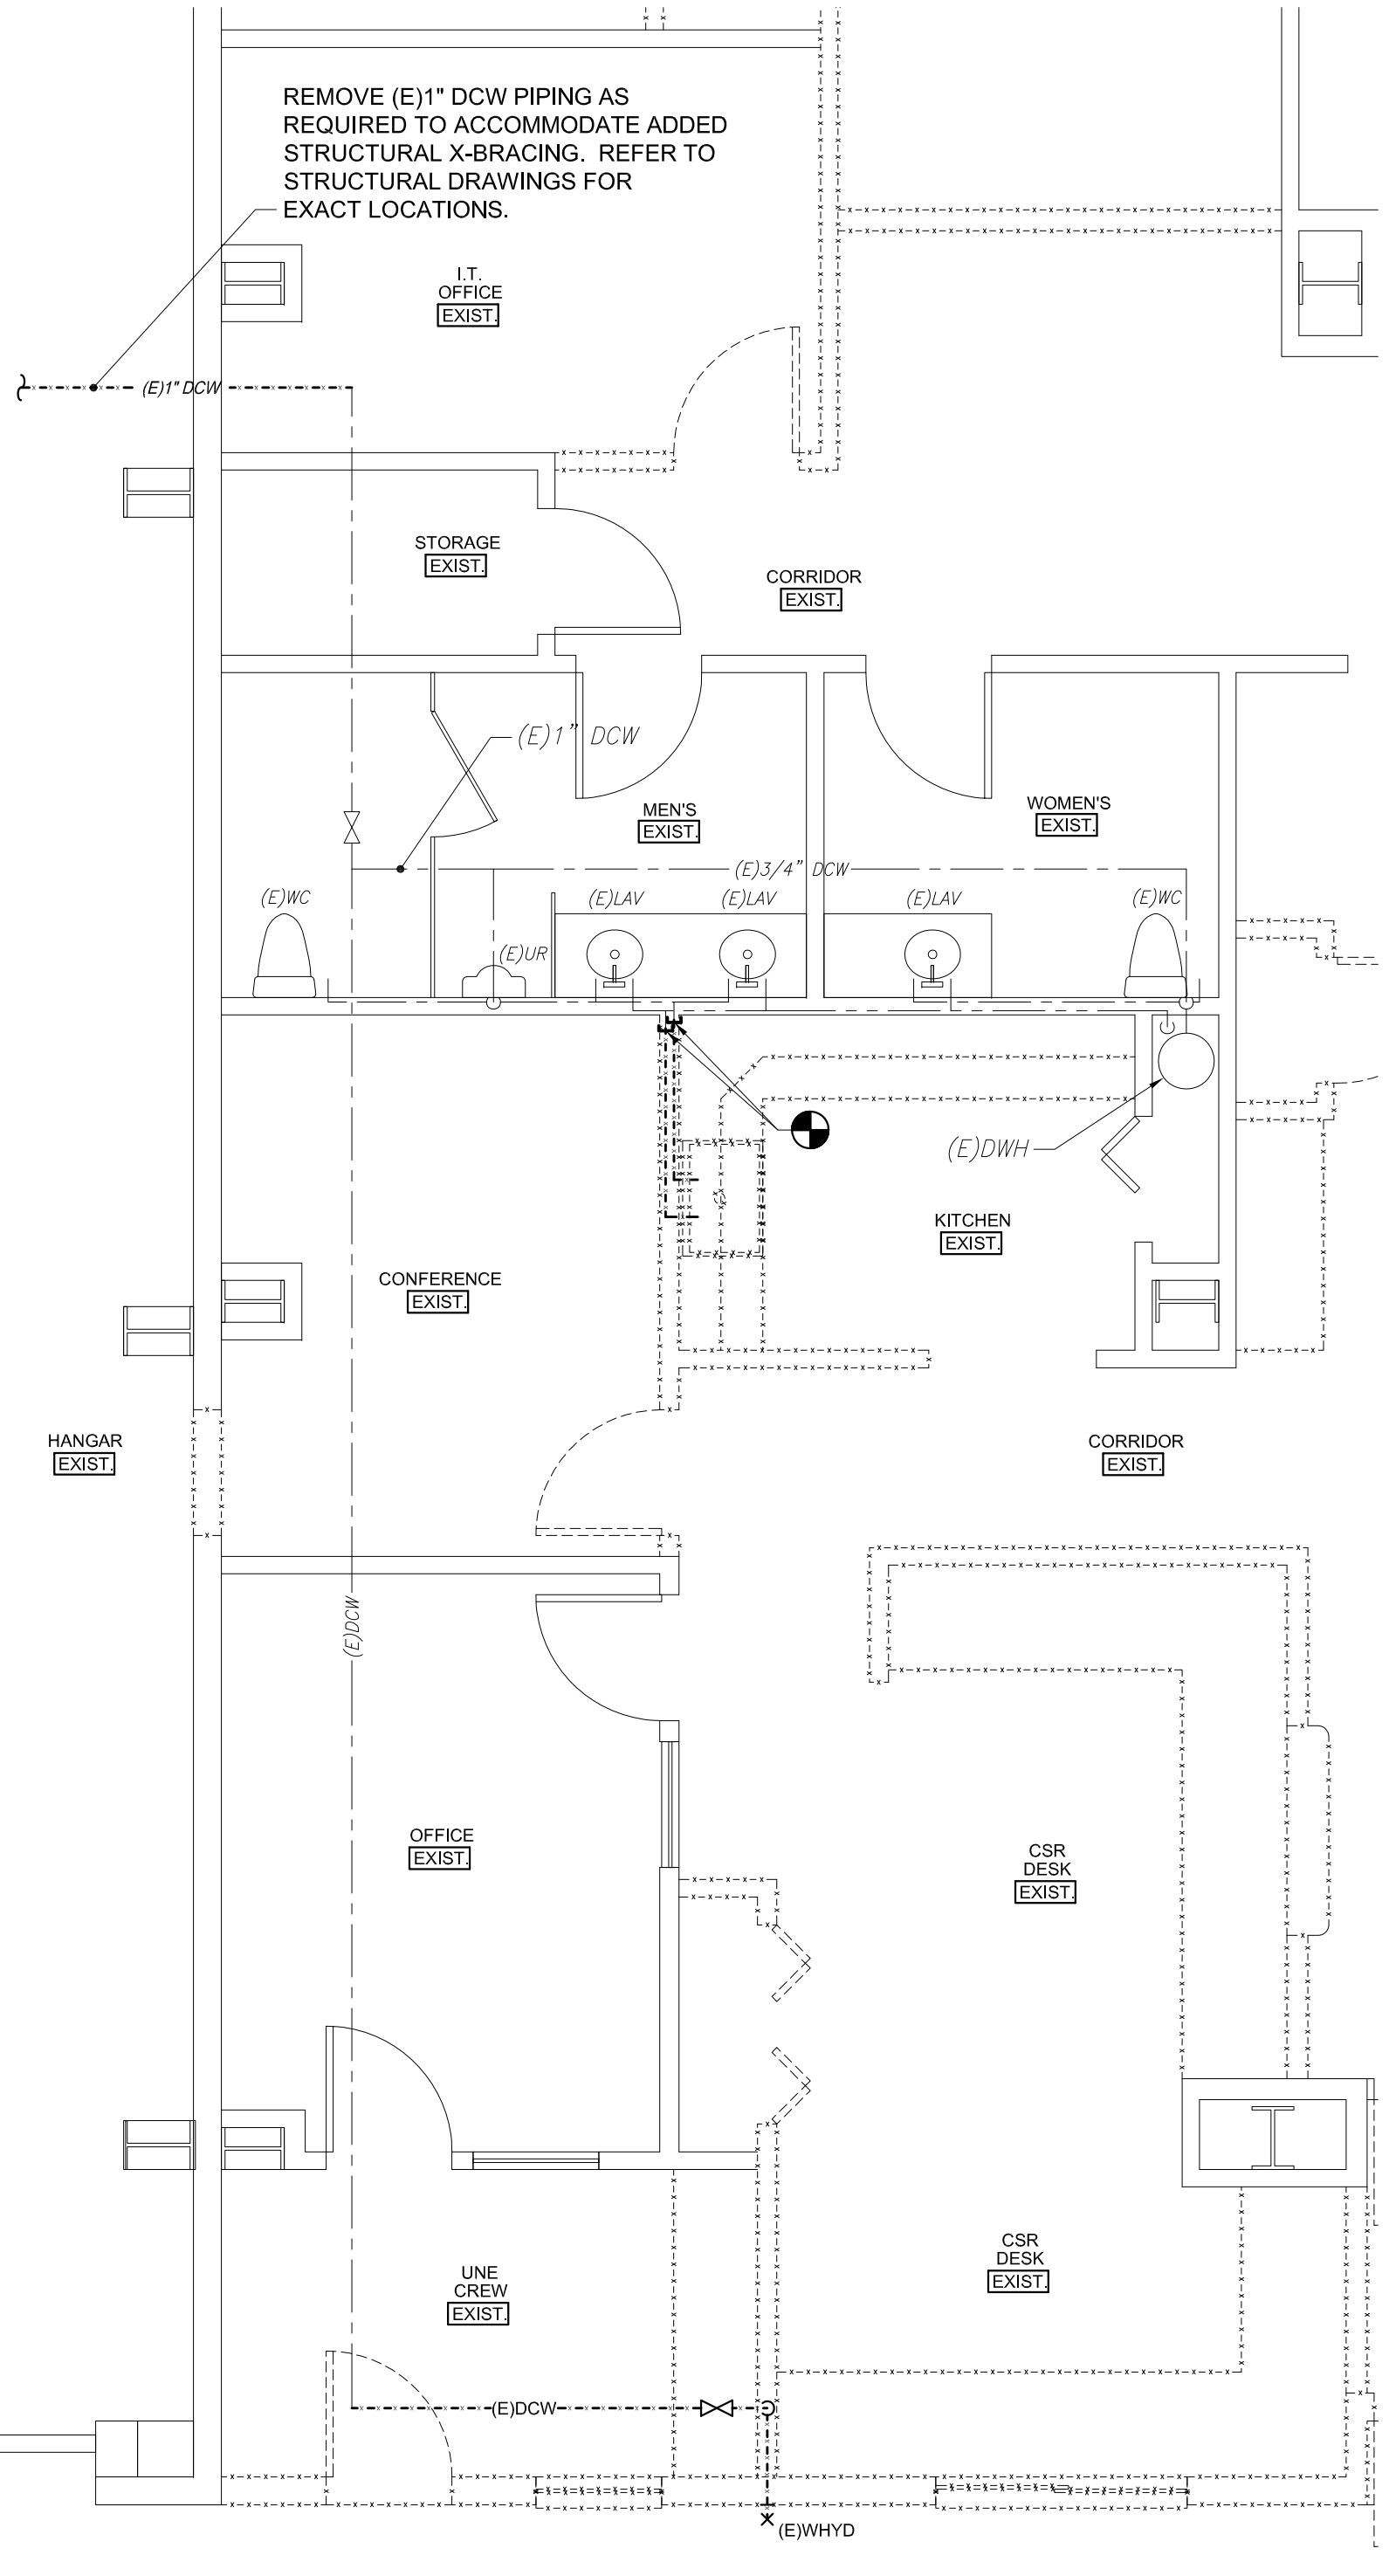 REMOVE (E)1" DCW PIPING AS
REQUIRED TO ACCOMMODATE ADDED
STRUCTURAL X-BRACING. REFER TO
STRUCTURAL DRAWINGS FOR
EXACT LOCATIONS.
I.T.
OFFICE
EXIST.
(E)1" DCW
STORAGE
EXIST.
CORRIDOR
EXIST.
(E)1" DCW
MEN'S
EXIST.
WOMEN'S
EXIST.
(E)3/4" DCW
(E)WC
(E)LAV
(E)LAV
(E)LAV
(E)WC
(E)UR
(E)DWH
KITCHEN
EXIST.
CONFERENCE
EXIST.
HANGAR
EXIST.
CORRIDOR
EXIST.
(E)DCW
OFFICE
EXIST.
CSR
DESK
EXIST.
CSR
DESK
EXIST.
UNE
CREW
EXIST.
(E)DCW
(E)WHYD